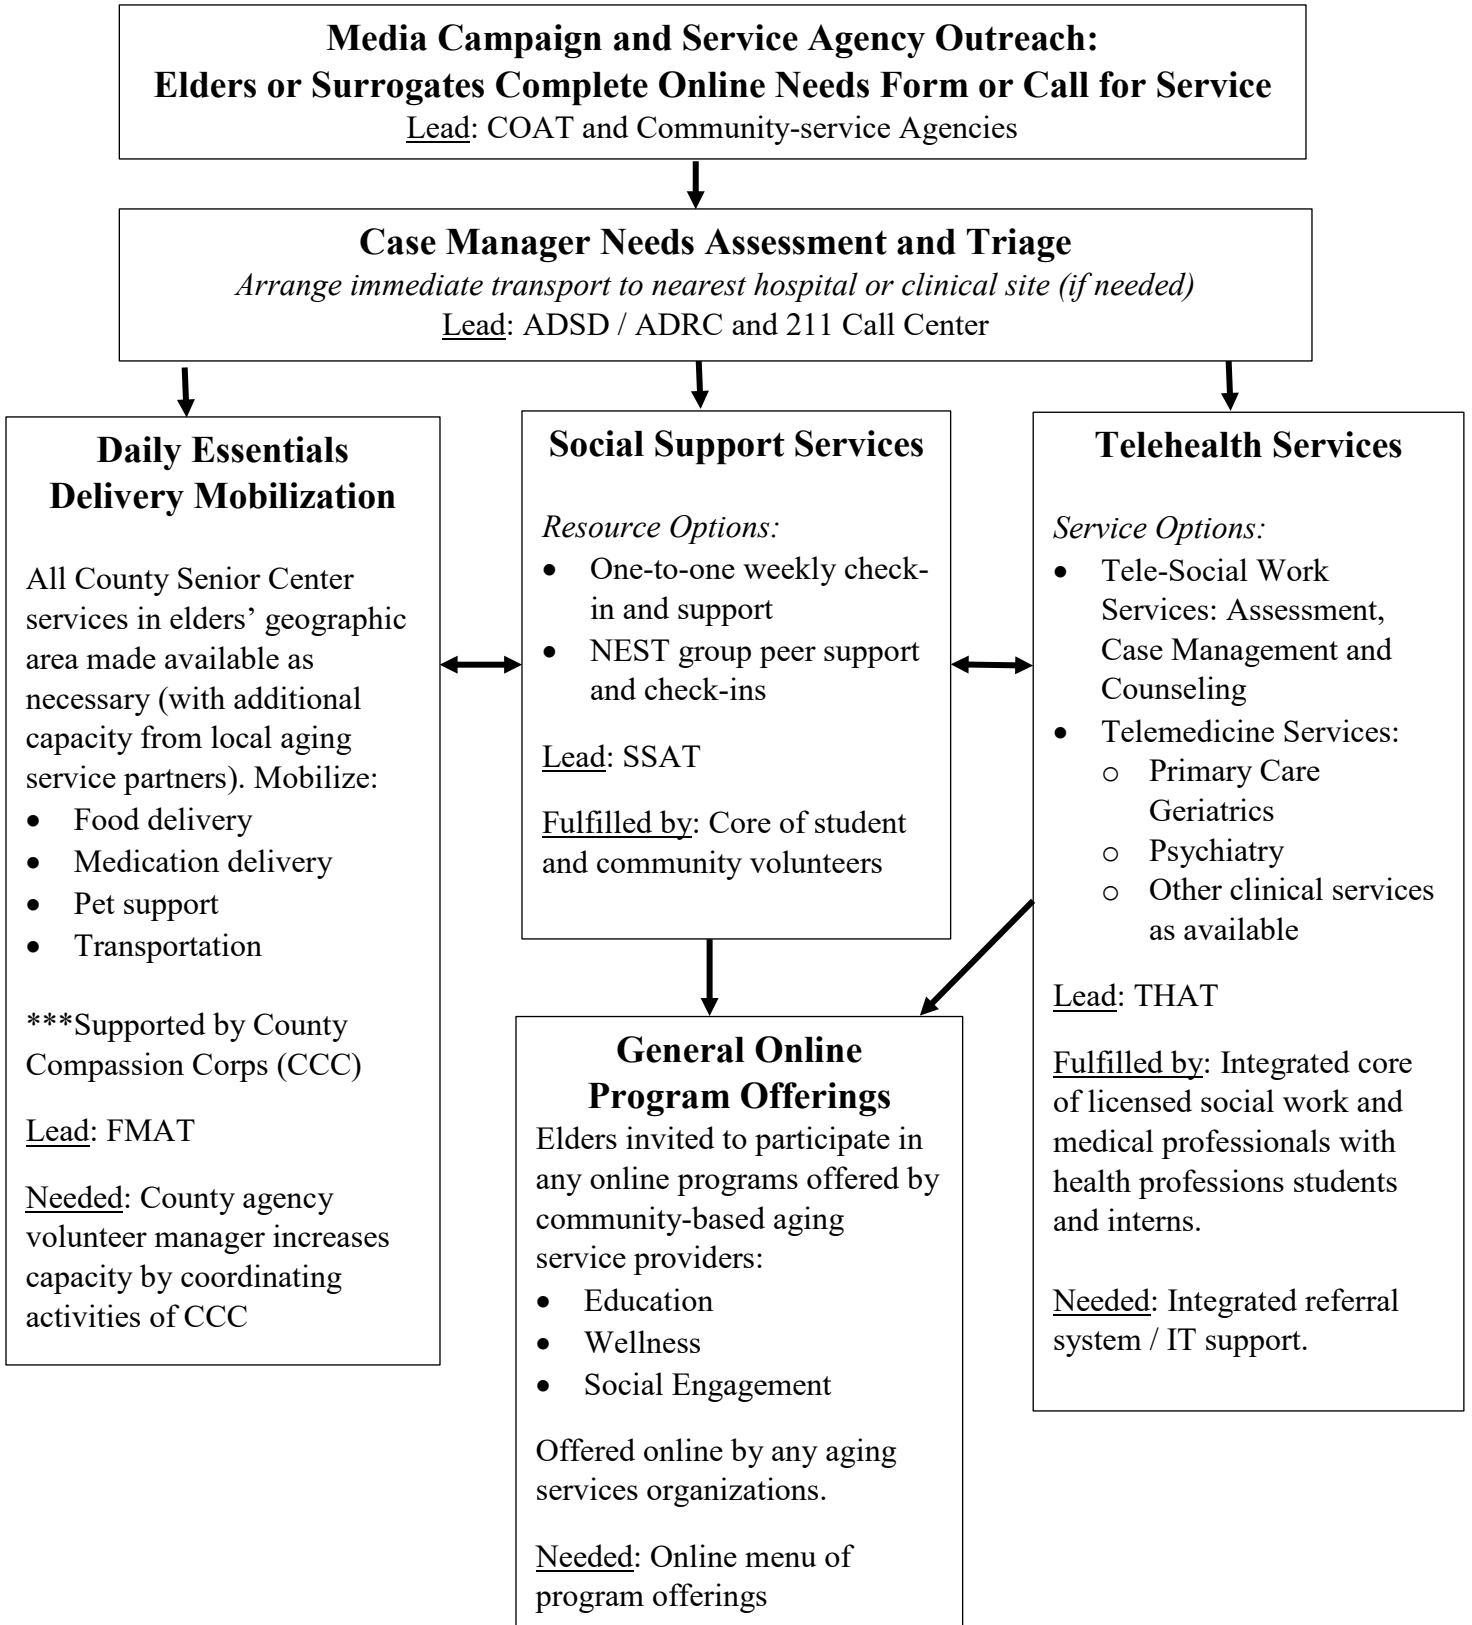 Media Campaign and Service Agency Outreach:
Elders or Surrogates Complete Online Needs Form or Call for Service
Lead: COAT and Community-service Agencies
Case Manager Needs Assessment and Triage
Arrange immediate transport to nearest hospital or clinical site (if needed)
Lead: ADSD / ADRC and 211 Call Center
Daily Essentials
Delivery Mobilization
All County Senior Center
services in elders’ geographic
area made available as
necessary (with additional
capacity from local aging
service partners). Mobilize:
• Food delivery
• Medication delivery
• Pet support
• Transportation
***Supported by County
Compassion Corps (CCC)
Lead: FMAT
Needed: County agency
volunteer manager increases
capacity by coordinating
activities of CCC
Social Support Services
Resource Options:
• One-to-one weekly check-
in and support
• NEST group peer support
and check-ins
Lead: SSAT
Fulfilled by: Core of student
and community volunteers
Telehealth Services
Service Options:
• Tele-Social Work
Services: Assessment,
Case Management and
Counseling
• Telemedicine Services:
o Primary Care
Geriatrics
o Psychiatry
o Other clinical services
as available
Lead: THAT
Fulfilled by: Integrated core
of licensed social work and
medical professionals with
health professions students
and interns.
Needed: Integrated referral
system / IT support.
General Online
Program Offerings
Elders invited to participate in
any online programs offered by
community-based aging
service providers:
• Education
• Wellness
• Social Engagement
Offered online by any aging
services organizations.
Needed: Online menu of
program offerings